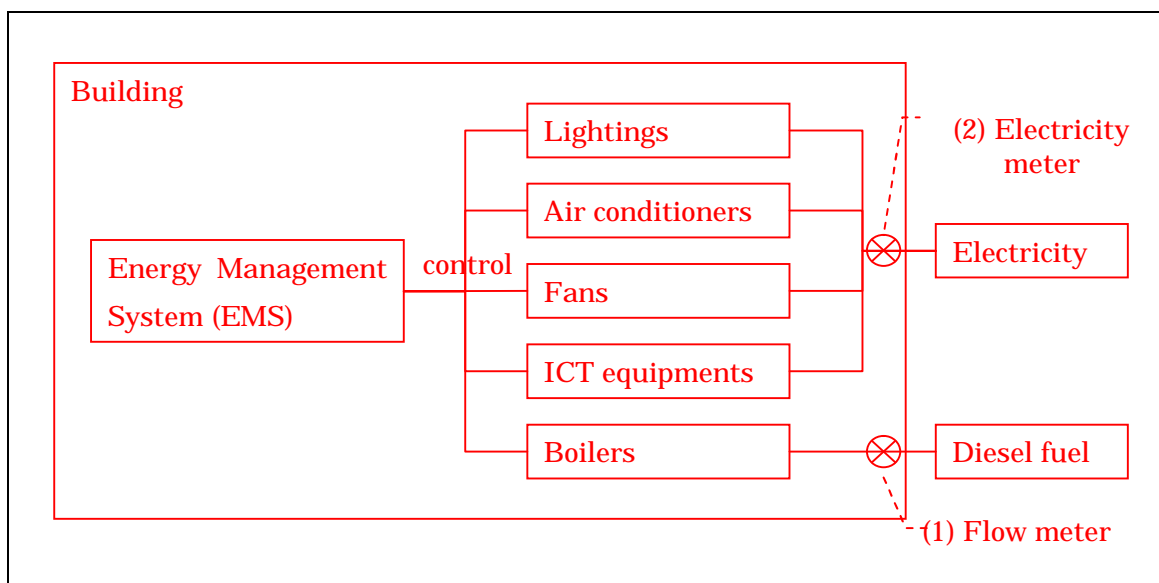 Building
Lightings
(2) Electricity
meter
Air conditioners
Energy Management
System (EMS)
control
Electricity
Fans
ICT equipments
Boilers
Diesel fuel
(1) Flow meter